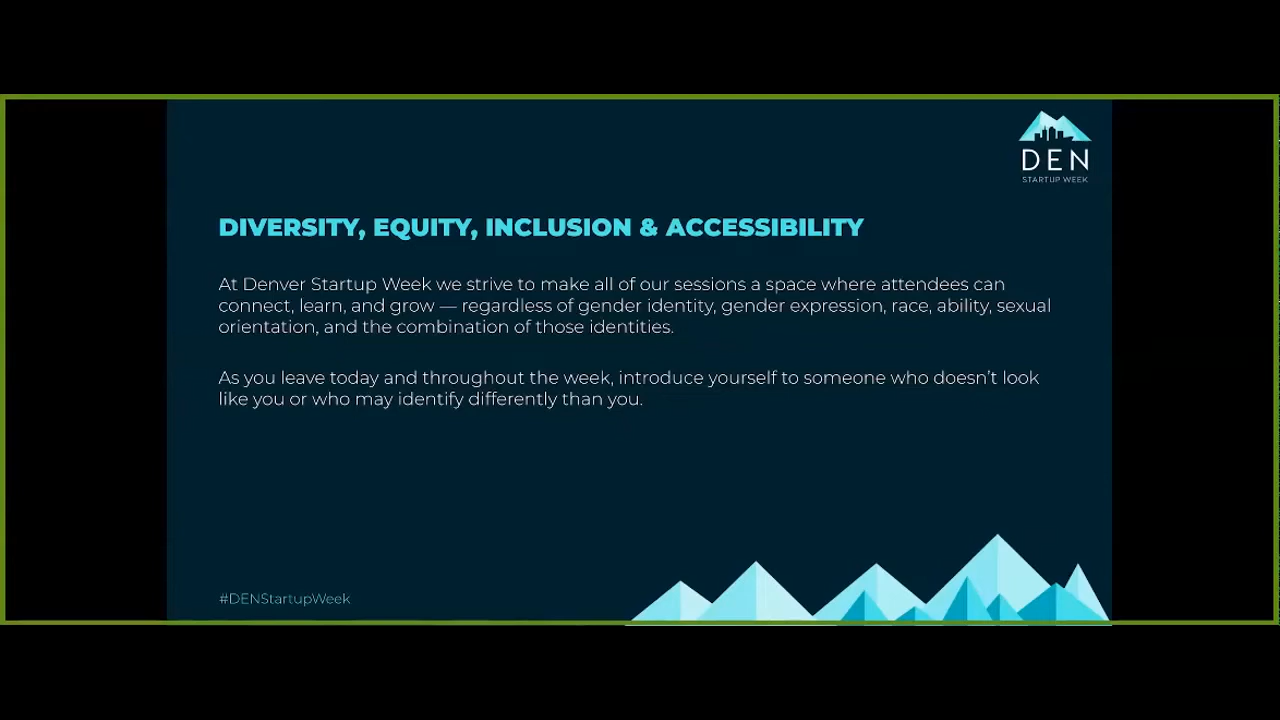 DEN
STARTUP WEEK
DIVERSITY, EQUITY, INCLUSION & ACCESSIBILITY
At Denver Startup Week we strive to make all of our sessions a space where attendees can
connect, learn, and grow — regardless of gender identity, gender expression, race, ability, sexual
orientation, and the combination of those identities.
As you leave today and throughout the week, introduce yourself to someone who doesn’t look
like you or who may identify differently than you.
#DENStartupWeek